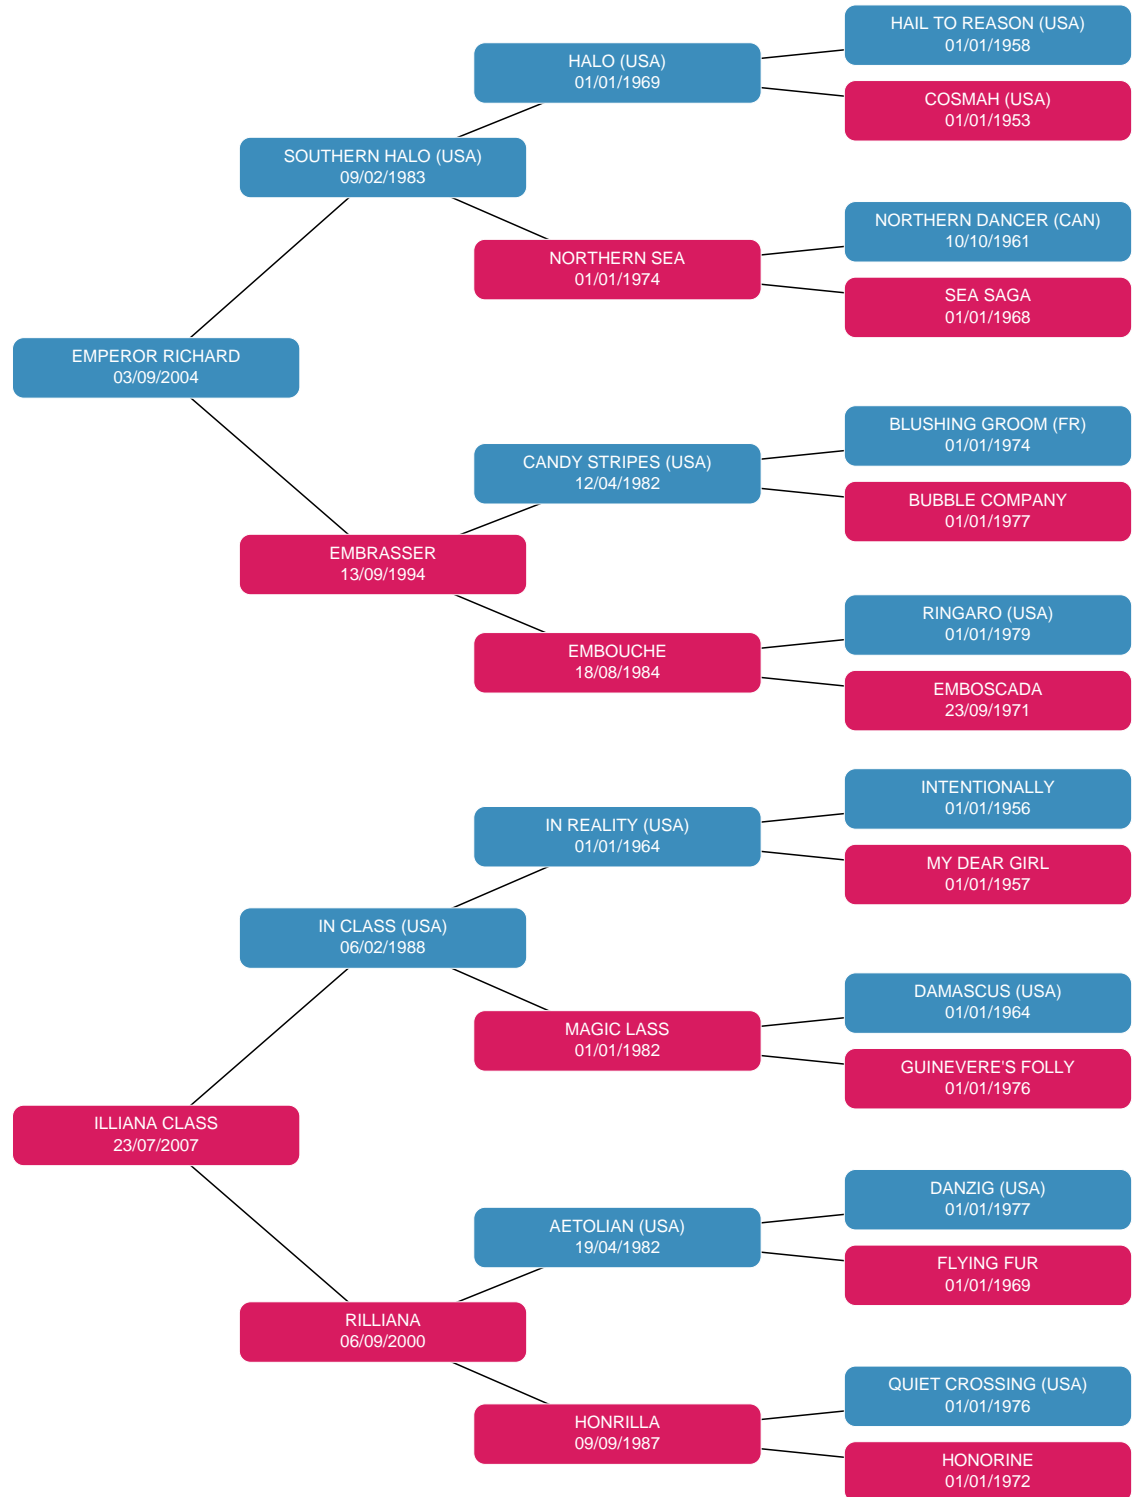 HAIL TO REASON (USA)
01/01/1958
HALO (USA)
01/01/1969
COSMAH (USA)
01/01/1953
SOUTHERN HALO (USA)
09/02/1983
NORTHERN DANCER (CAN)
10/10/1961
NORTHERN SEA
01/01/1974
SEA SAGA
01/01/1968
EMPEROR RICHARD
03/09/2004
BLUSHING GROOM (FR)
01/01/1974
CANDY STRIPES (USA)
12/04/1982
BUBBLE COMPANY
01/01/1977
EMBRASSER
13/09/1994
RINGARO (USA)
01/01/1979
EMBOUCHE
18/08/1984
EMBOSCADA
23/09/1971
INTENTIONALLY
01/01/1956
IN REALITY (USA)
01/01/1964
MY DEAR GIRL
01/01/1957
IN CLASS (USA)
06/02/1988
DAMASCUS (USA)
01/01/1964
MAGIC LASS
01/01/1982
GUINEVERE'S FOLLY
01/01/1976
ILLIANA CLASS
23/07/2007
DANZIG (USA)
01/01/1977
AETOLIAN (USA)
19/04/1982
FLYING FUR
01/01/1969
RILLIANA
06/09/2000
QUIET CROSSING (USA)
01/01/1976
HONRILLA
09/09/1987
HONORINE
01/01/1972